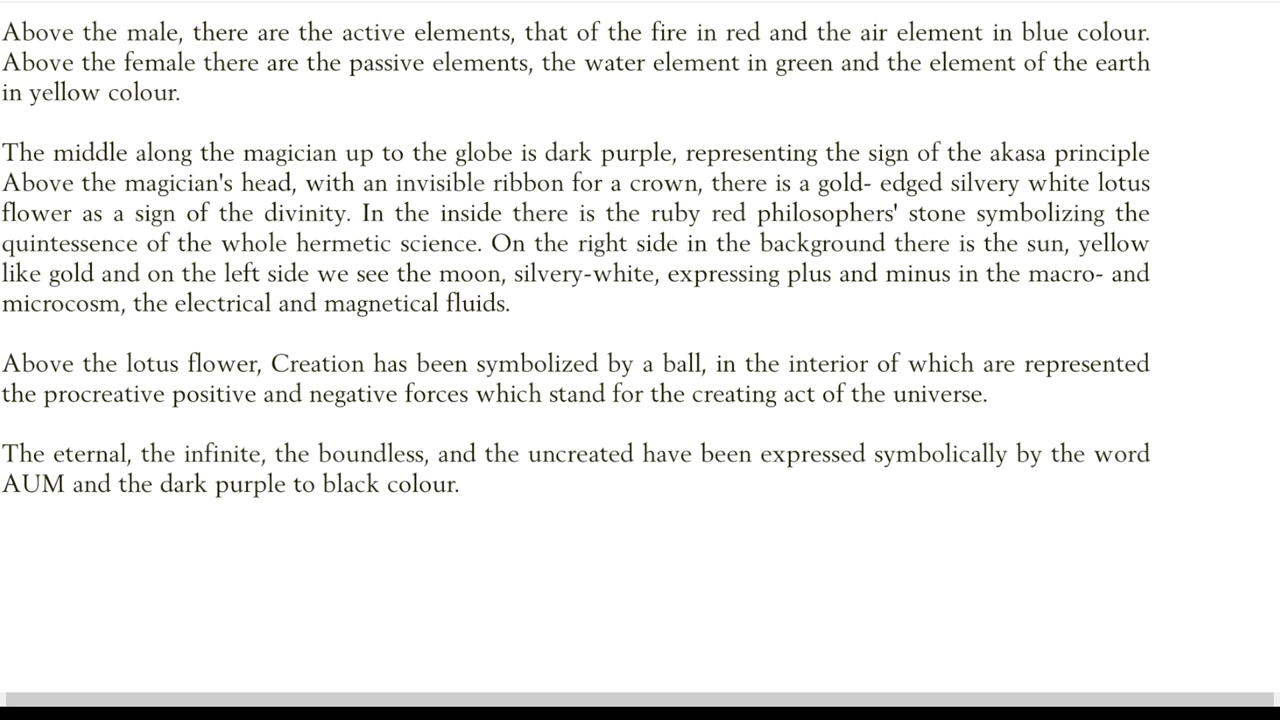 Above the male, there are the active elements, that of the fire in red and the air element in blue colour.
Above the female there are the passive elements, the water element in green and the element of the earth
in yellow colour.
The middle along the magician up to the globe is dark purple, representing the sign of the akasa principle
Above the magician's head, with an invisible ribbon for a crown, there is a gold- edged silvery white lotus
flower as a sign of the divinity. In the inside there is the ruby red philosophers' stone symbolizing the
quintessence of the whole hermetic science. On the right side in the background there is the sun, yellow
like gold and on the left side we see the moon, silvery-white, expressing plus and minus in the macro- and
microcosm, the electrical and magnetical fluids.
Above the lotus flower, Creation has been symbolized by a ball, in the interior of which are represented
the procreative positive and negative forces which stand for the creating act of the universe.
The eternal, the infinite, the boundless, and the uncreated have been expressed symbolically by the word
AUM and the dark purple to black colour.